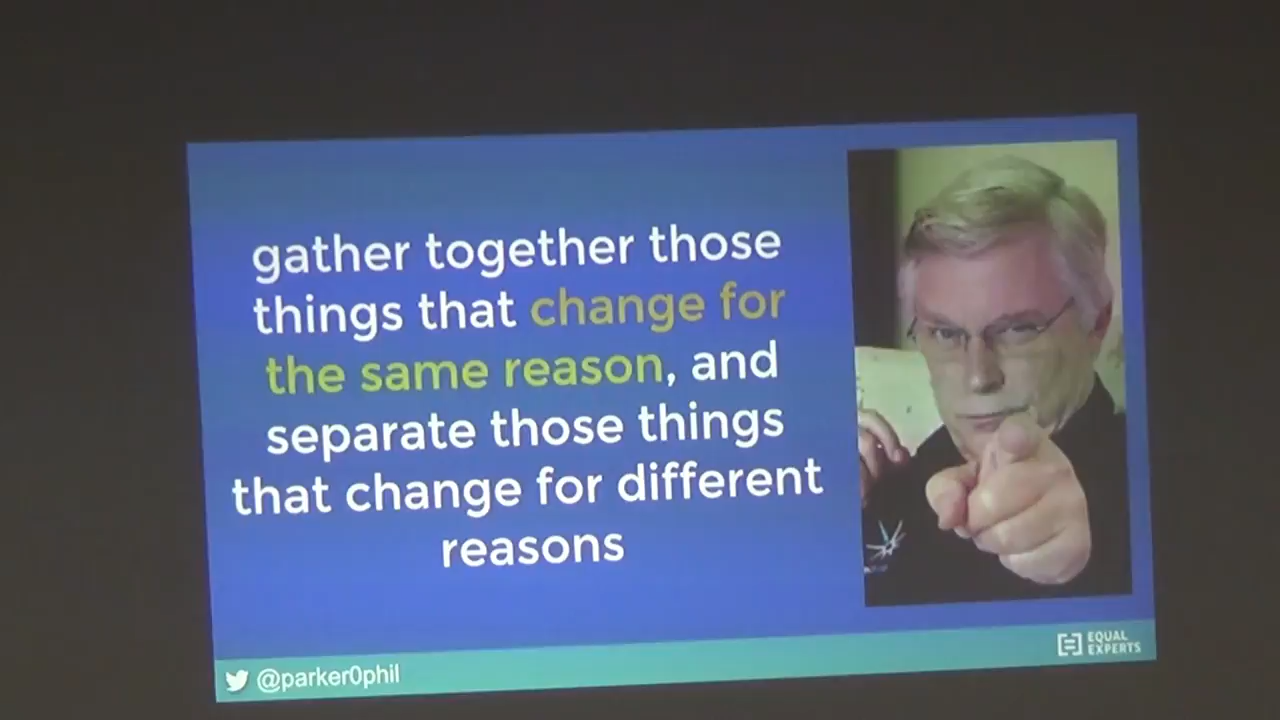 gather together those
things that change for
the same reason, and
separate those things
that change for different
reasons
@parker0phil
EQUAL
EXPERTS